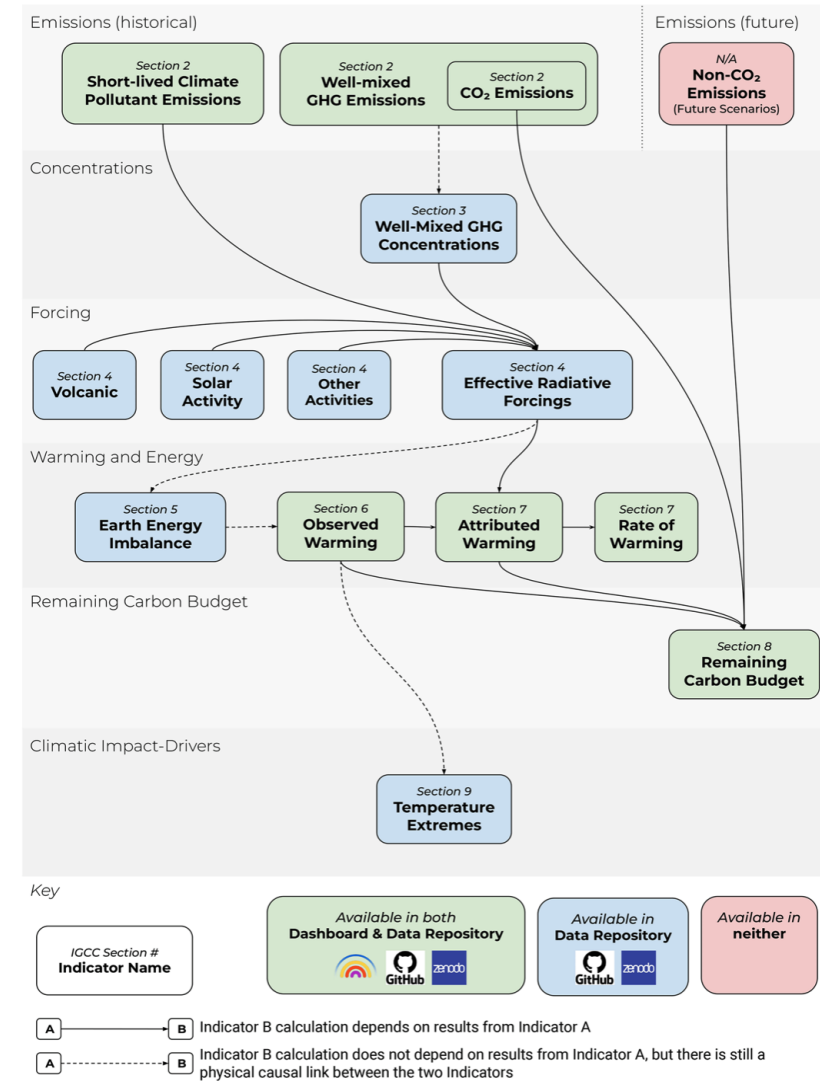 Emissions (historical)
Emissions (future)
Section 2
Short-lived Climate
Pollutant Emissions
Section 2
Well-mixed
GHG Emissions
Section 2
CO₂ Emissions
N/A
Non-CO₂
Emissions
(Future Scenarios)
Concentrations
Section 3
Well-Mixed GHG
Concentrations
Forcing
Section 4
Volcanic
Section 4
Solar
Activity
Section 4
Other
Activities
Section 4
Effective Radiative
Forcings
Warming and Energy
Section 5
Earth Energy
Imbalance
Section 6
Observed
Warming
Section 7
Attributed
Warming
Section 7
Rate of
Warming
Remaining Carbon Budget
Section 8
Remaining
Carbon Budget
Climatic Impact-Drivers
Section 9
Temperature
Extremes
Key
IGCC Section #
Indicator Name
Available in both
Dashboard & Data Repository
GitHub
zenodo
Available in
Data Repository
GitHub
zenodo
Available in
neither
A B Indicator B calculation depends on results from Indicator A
A B Indicator B calculation does not depend on results from Indicator A, but there is still a
physical causal link between the two Indicators